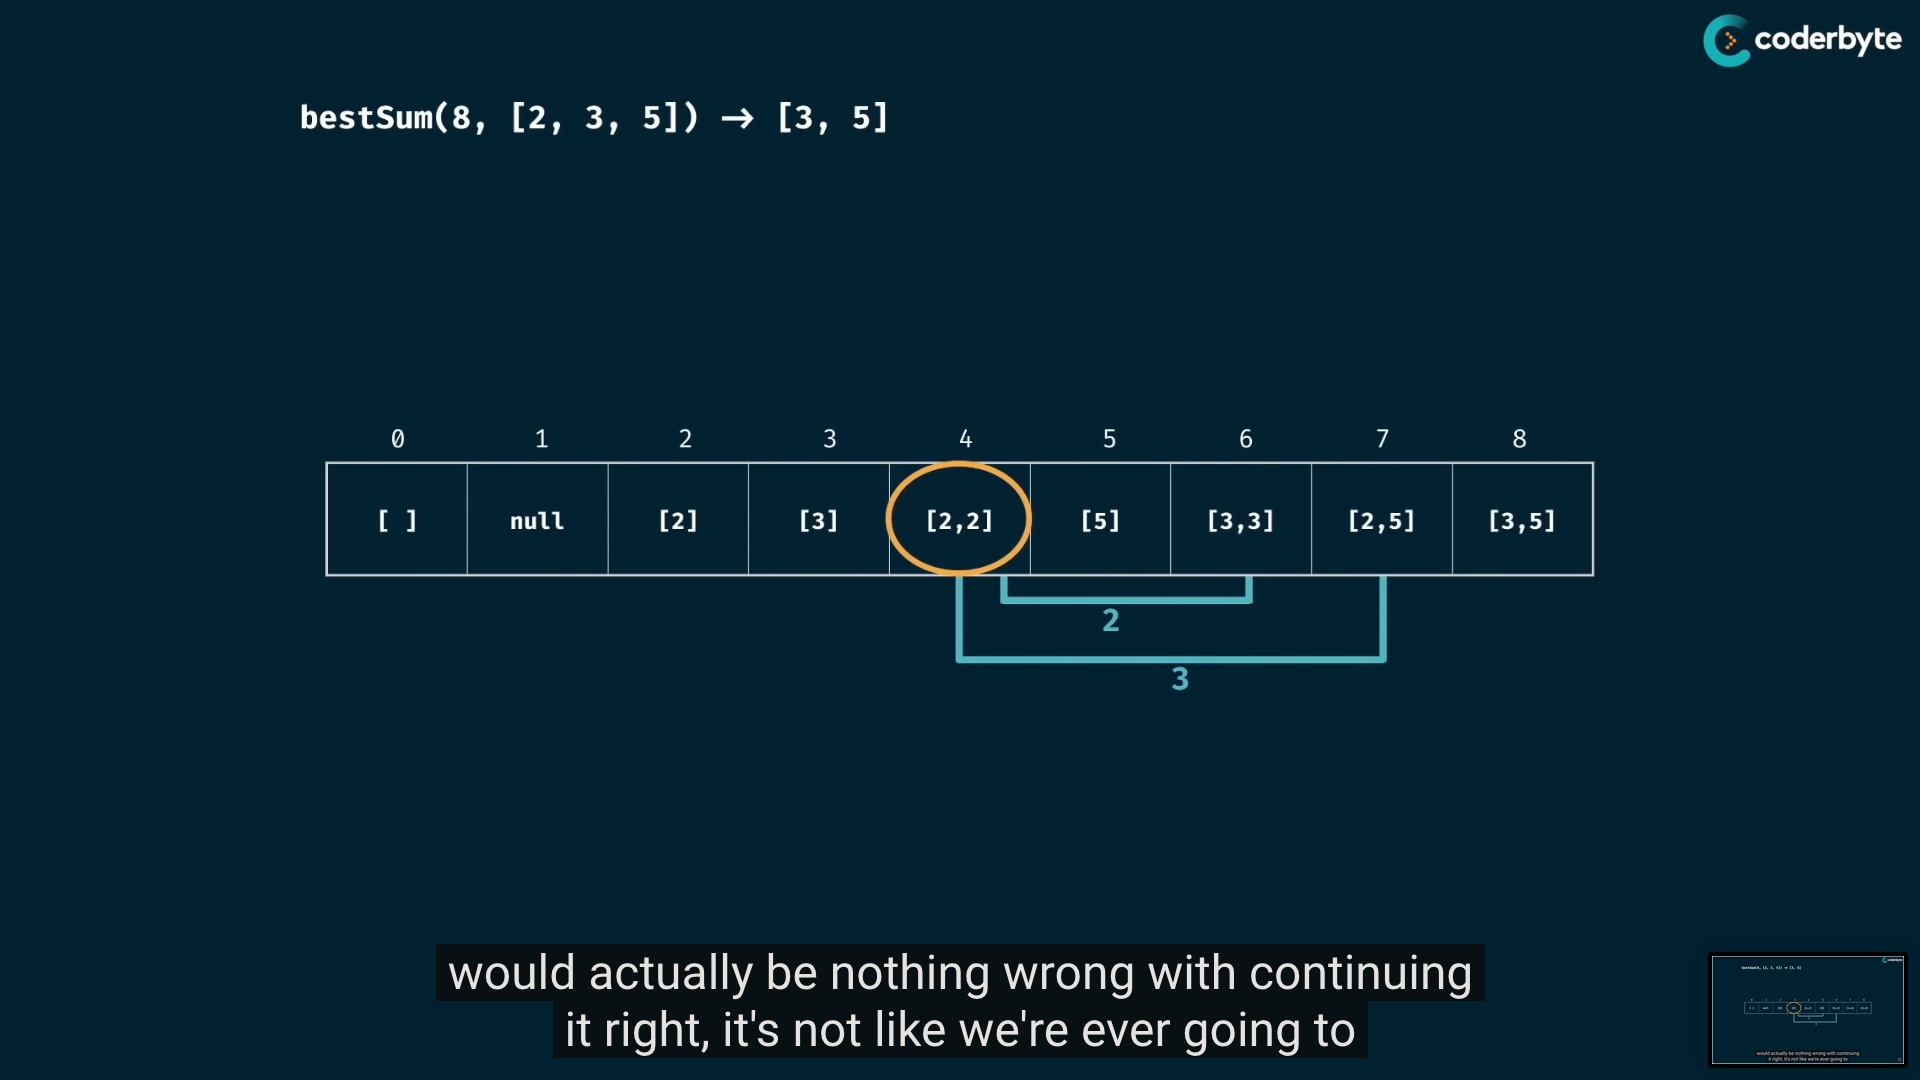 coderbyte
bestSum(8, [2, 3, 5]) → [3, 5]
0 1 2 3 4 5 6 7 8
[ ] null [2] [3] [2,2] [5] [3,3] [2,5] [3,5]
2
3
would actually be nothing wrong with continuing
it right, it's not like we're ever going to